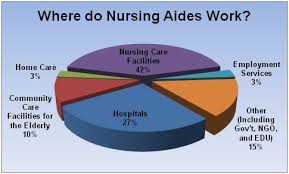 Where do Nursing Aides Work?
Nursing Care
Facilities
42%
Home Care
3%
Employment
Services
3%
Community
Care
Facilities for
the Elderly
10%
Hospitals
27%
Other
(Including
Gov't, NGO,
and EDU)
15%